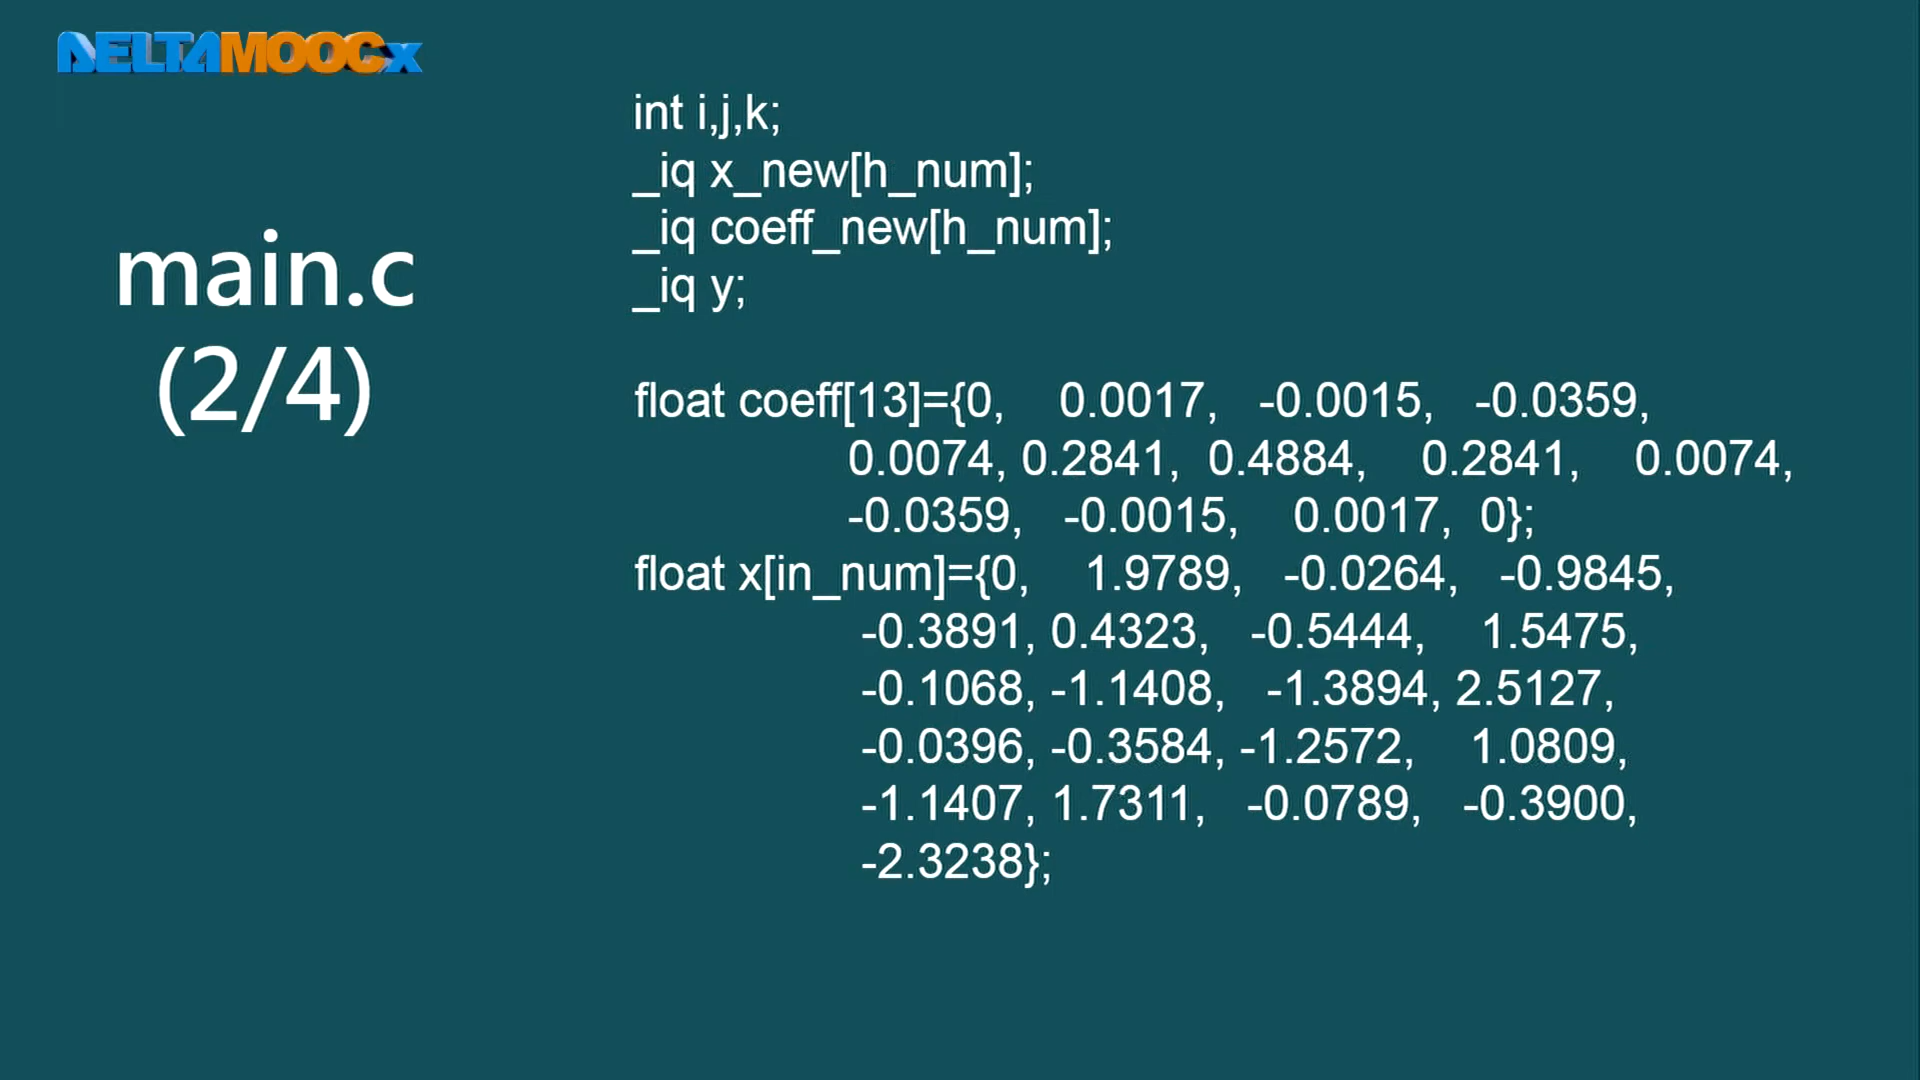 DELTAMOOCx
main.c
(2/4)
int i,j,k;
_iq x_new[h_num];
_iq coeff_new[h_num];
_iq y;
float coeff[13]={0, 0.0017, -0.0015, -0.0359,
0.0074, 0.2841, 0.4884, 0.2841, 0.0074,
-0.0359, -0.0015, 0.0017, 0};
float x[in_num]={0, 1.9789, -0.0264, -0.9845,
-0.3891, 0.4323, -0.5444, 1.5475,
-0.1068, -1.1408, -1.3894, 2.5127,
-0.0396, -0.3584, -1.2572, 1.0809,
-1.1407, 1.7311, -0.0789, -0.3900,
-2.3238};